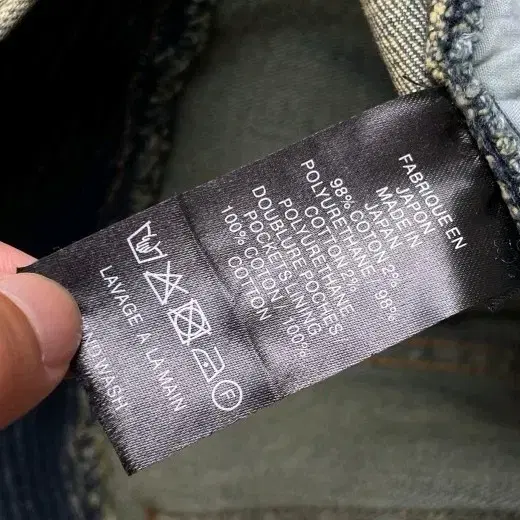 FABRIQUE EN
JAPON
MADE IN
JAPAN
98% COTON 2%
POLYURETHANE 98%
COTTON 2%
POLYURETHANE
DOUBLURE POCHES
POCKETS LINING
100% COTON 100%
COTTON
F
LAVAGE À LA MAIN
ANDWASH